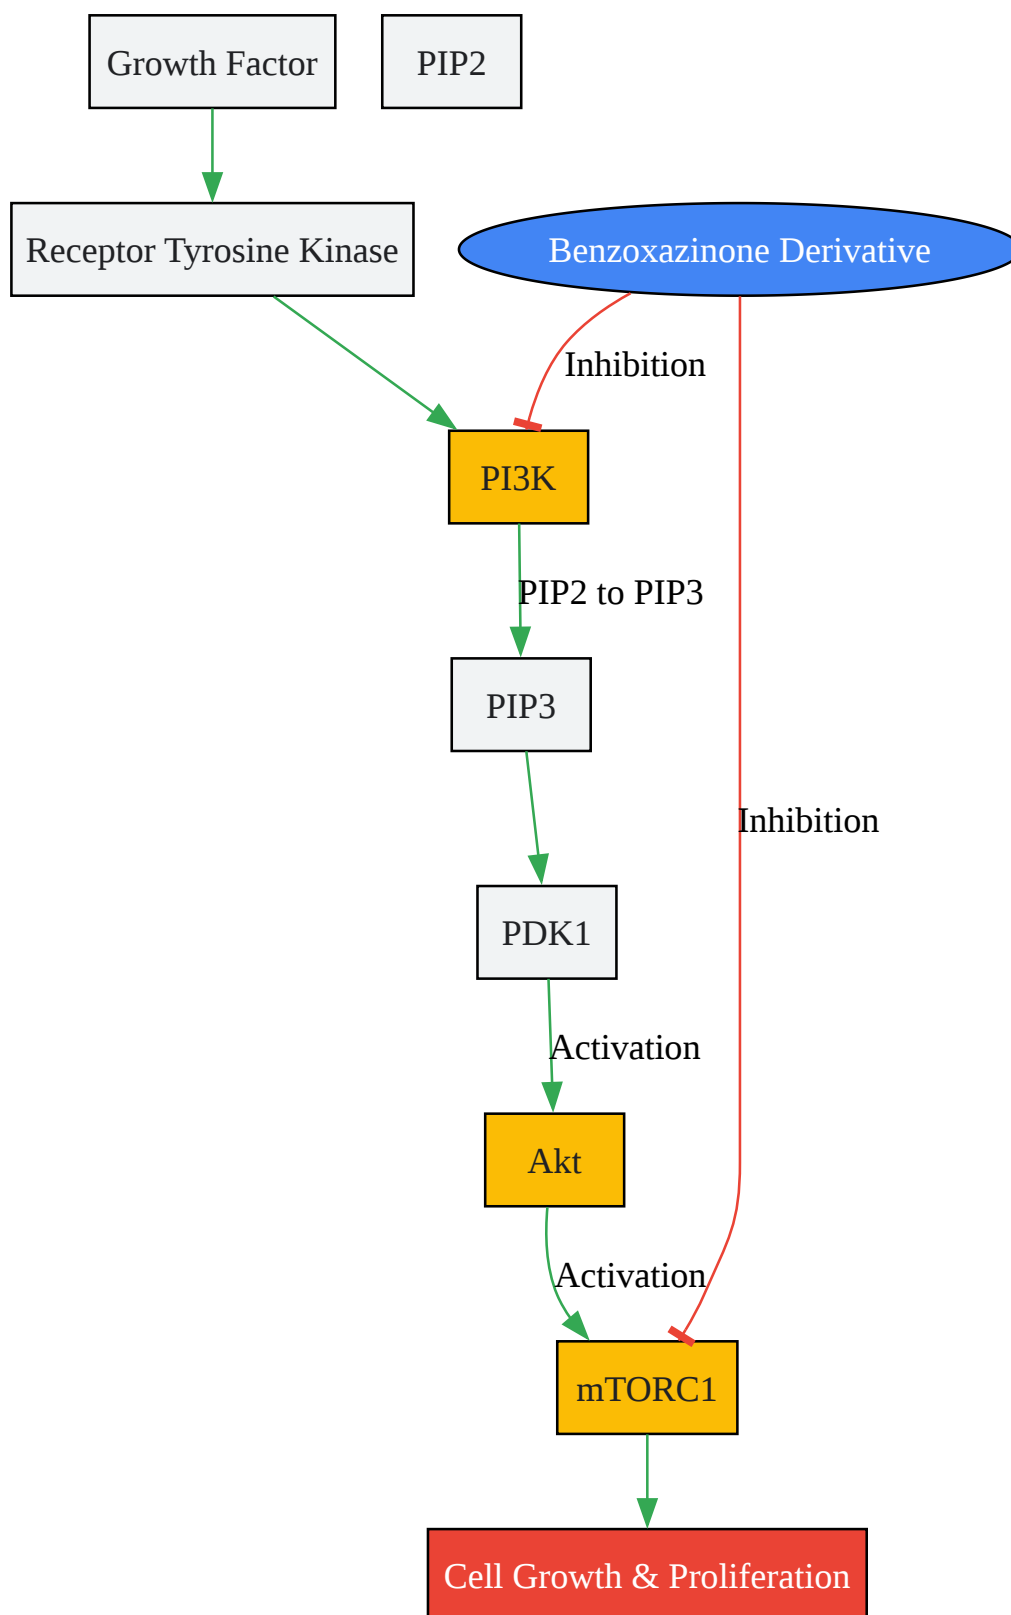 Growth Factor
PIP2
Receptor Tyrosine Kinase
Benzoxazinone Derivative
Inhibition
PI3K
PIP2 to PIP3
PIP3
Inhibition
PDK1
Activation
Akt
Activation
mTORC1
Cell Growth & Proliferation